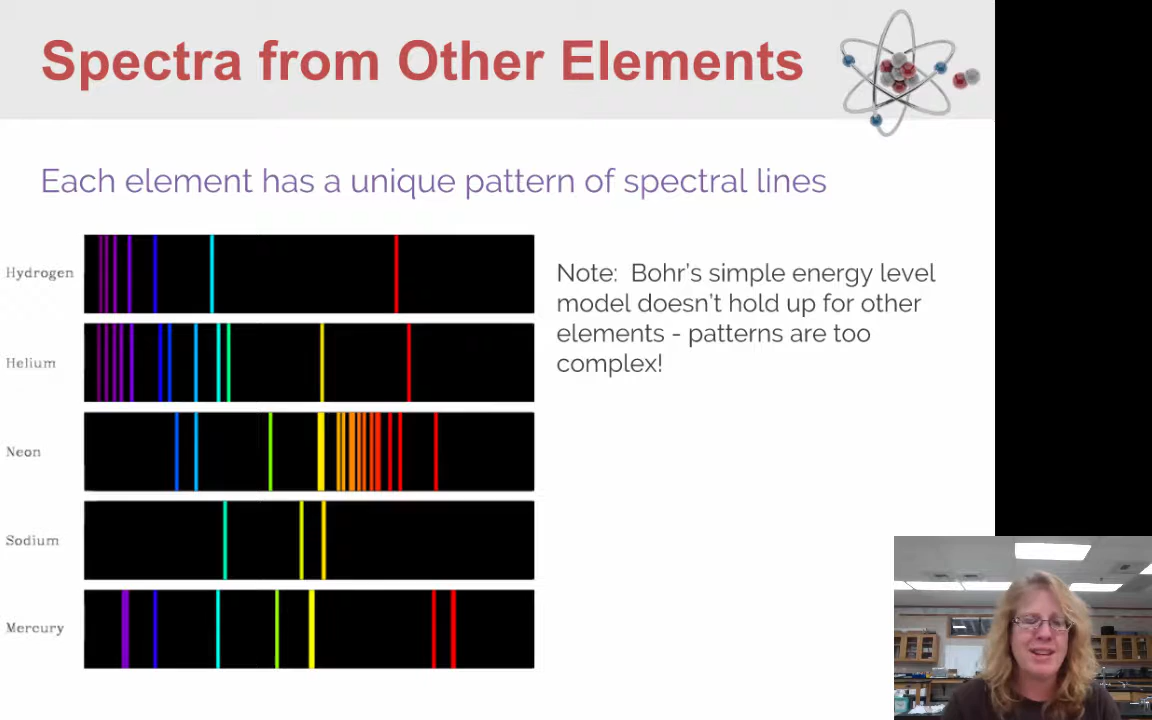 Spectra from Other Elements
Each element has a unique pattern of spectral lines
Hydrogen
Helium
Neon
Sodium
Mercury
Note:  Bohr's simple energy level
model doesn't hold up for other
elements - patterns are too
complex!